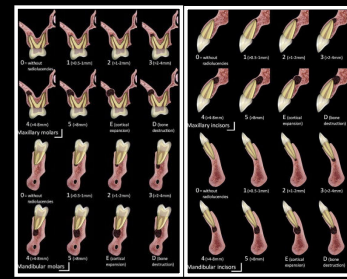 0=without radiolucencies
1(>0.5-1mm)
2 (>1-2mm)
3(>2-4mm)
4(>4-8mm)
5 (>8mm)
E (cortical expansion)
D (bone destruction)
Maxillary molars
0=without radiolucencies
1(>0.5-1mm)
2 (>1-2mm)
3 (>2-4mm)
4(>4-8mm)
5 (>8mm)
E (cortical expansion)
D (bone destruction)
Mandibular molars
0=without radiolucencies
1(>0.5-1mm)
2 (>1-2mm)
3 (>2-4mm)
4(>4-8mm)
5 (>8mm)
E (cortical expansion)
D (bone destruction)
Maxillary incisors
0=without radiolucencies
1(>0.5-1mm)
2 (>1-2mm)
3 (>2-4mm)
4(>4-8mm)
5 (>8mm)
E (cortical expansion)
D (bone destruction)
Mandibular incisors